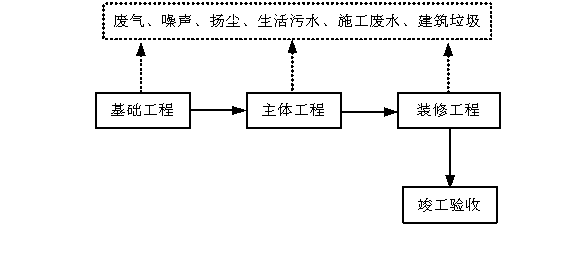 废气、噪声、扬尘、生活污水、施工废水、建筑垃圾
基础工程
主体工程
装修工程
竣工验收